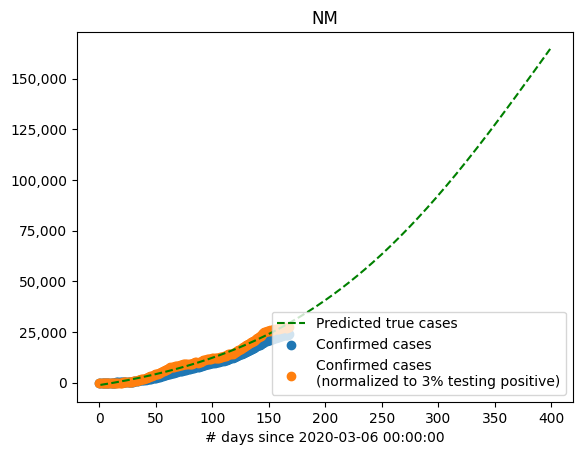 NM
150,000
125,000
100,000
75,000
50,000
25,000
0
Predicted true cases
Confirmed cases
Confirmed cases
(normalized to 3% testing positive)
0 50 100 150 200 250 300 350 400
# days since 2020-03-06 00:00:00